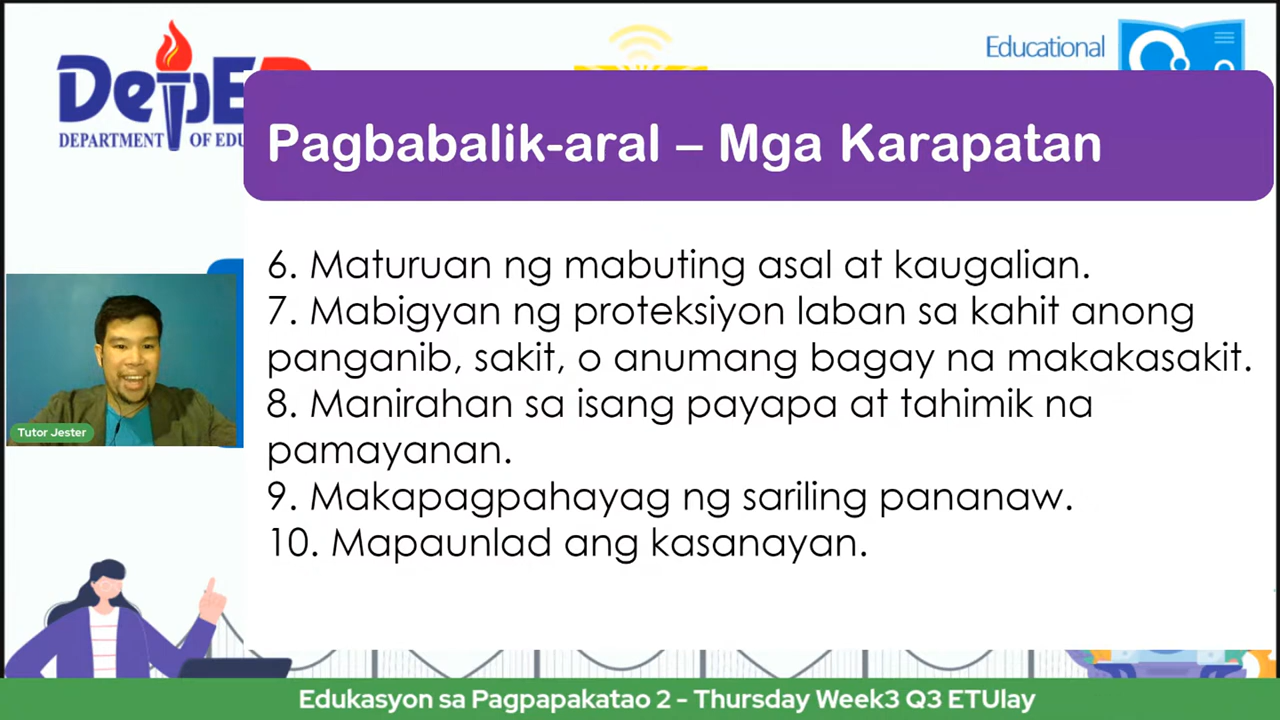 DepE
DEPARTMENT OF EDU
Educational
Pagbabalik-aral – Mga Karapatan
6. Maturuan ng mabuting asal at kaugalian.
7. Mabigyan ng proteksiyon laban sa kahit anong
panganib, sakit, o anumang bagay na makakasakit.
8. Manirahan sa isang payapa at tahimik na
pamayanan.
9. Makapagpahayag ng sariling pananaw.
10. Mapaunlad ang kasanayan.
Tutor Jester
Edukasyon sa Pagpapakatao 2 - Thursday Week3 Q3 ETUlay